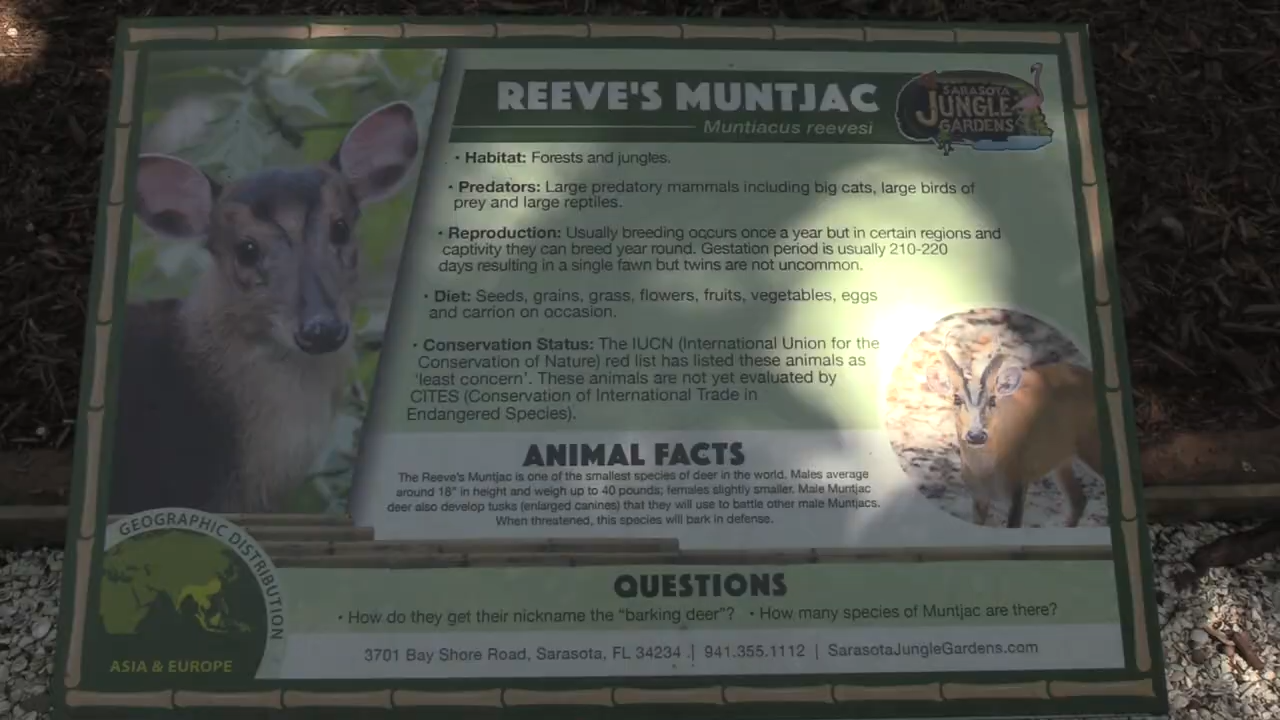 REEVE'S MUNTJAC
Muntiacus reevesi
SARASOTA
JUNGLE
GARDENS
• Habitat: Forests and jungles.
• Predators: Large predatory mammals including big cats, large birds of
prey and large reptiles.
• Reproduction: Usually breeding occurs once a year but in certain regions and
captivity they can breed year round. Gestation period is usually 210-220
days resulting in a single fawn but twins are not uncommon.
• Diet: Seeds, grains, grass, flowers, fruits, vegetables, eggs
and carrion on occasion.
• Conservation Status: The IUCN (International Union for the
Conservation of Nature) red list has listed these animals as
'least concern'. These animals are not yet evaluated by
CITES (Conservation of International Trade in
Endangered Species).
ANIMAL FACTS
The Reeve's Muntjac is one of the smallest species of deer in the world. Males average
around 18" in height and weigh up to 40 pounds; females slightly smaller. Male Muntjac
deer also develop tusks (enlarged canines) that they will use to battle other male Muntjacs.
When threatened, this species will bark in defense.
GEOGRAPHIC DISTRIBUTION
ASIA & EUROPE
QUESTIONS
• How do they get their nickname the "barking deer"? • How many species of Muntjac are there?
3701 Bay Shore Road, Sarasota, FL 34234 | 941.355.1112 | SarasotaJungleGardens.com